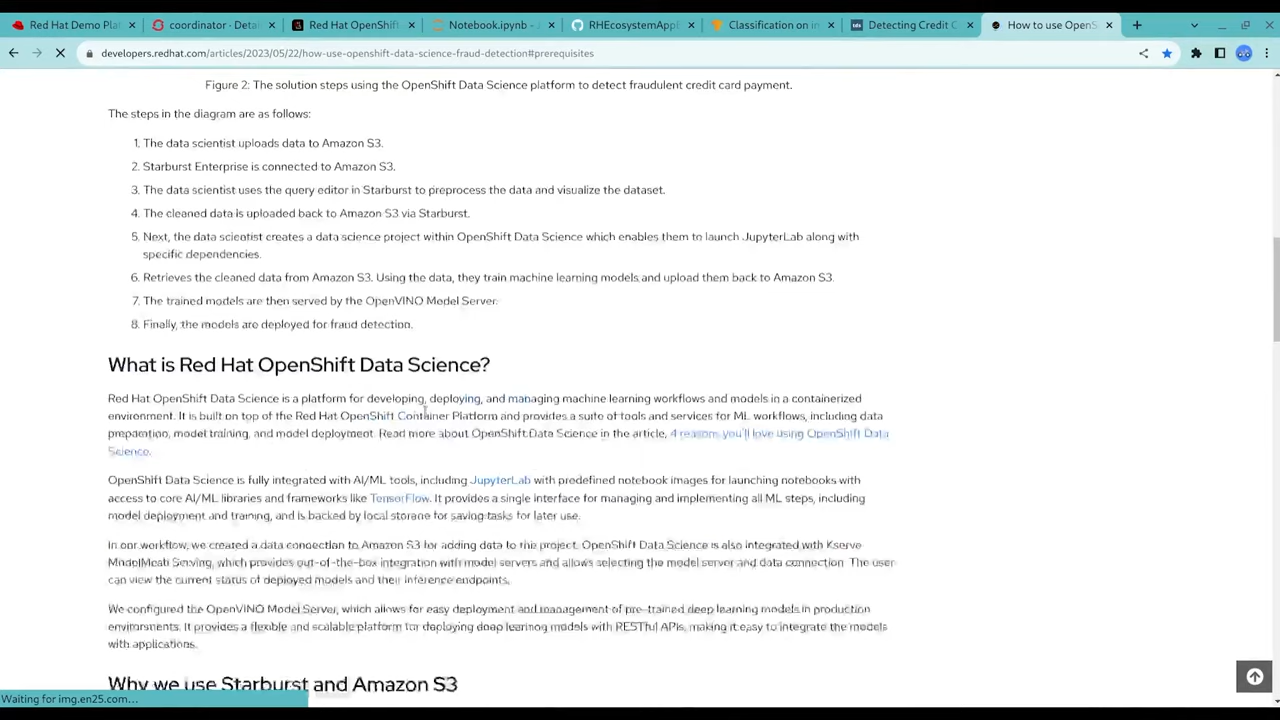 Red Hat Demo Plat
coordinator - Detai
Red Hat OpenShift
Notebook.ipynb -
RHEcosystemAppE
Classification on im
Detecting Credit C
How to use OpenS
developers.redhat.com/articles/2023/05/22/how-use-openshift-data-science-fraud-detection#prerequisites
Figure 2: The solution steps using the OpenShift Data Science platform to detect fraudulent credit card payment.
The steps in the diagram are as follows:
1. The data scientist uploads data to Amazon S3.
2. Starburst Enterprise is connected to Amazon S3.
3. The data scientist uses the query editor in Starburst to preprocess the data and visualize the dataset.
4. The cleaned data is uploaded back to Amazon S3 via Starburst.
5. Next, the data scientist creates a data science project within OpenShift Data Science which enables them to launch JupyterLab along with
specific dependencies.
6. Retrieves the cleaned data from Amazon S3. Using the data, they train machine learning models and upload them back to Amazon S3.
7. The trained models are then served by the OpenVINO Model Server.
8. Finally, the models are deployed for fraud detection.
What is Red Hat OpenShift Data Science?
Red Hat OpenShift Data Science is a platform for developing, deploying, and managing machine learning workflows and models in a containerized
environment. It is built on top of the Red Hat OpenShift Container Platform and provides a suite of tools and services for ML workflows, including data
preparation, model training, and model deployment. Read more about OpenShift Data Science in the article, 4 reasons you'll love using OpenShift Data
Science.
OpenShift Data Science is fully integrated with AI/ML tools, including JupyterLab with predefined notebook images for launching notebooks with
access to core AI/ML libraries and frameworks like TensorFlow. It provides a single interface for managing and implementing all ML steps, including
model deployment and training, and is backed by local storage for saving tasks for later use.
In our workflow, we created a data connection to Amazon S3 for adding data to the project. OpenShift Data Science is also integrated with Kserve
ModelMesh Serving, which provides out-of-the-box integration with model servers and allows selecting the model server and data connection. The user
can view the current status of deployed models and their inference endpoints.
We configured the OpenVINO Model Server, which allows for easy deployment and management of pre-trained deep learning models in production
environments. It provides a flexible and scalable platform for deploying deep learning models with RESTful APIs, making it easy to integrate the models
with applications.
Why we use Starburst and Amazon S3
Waiting for img.en25.com...